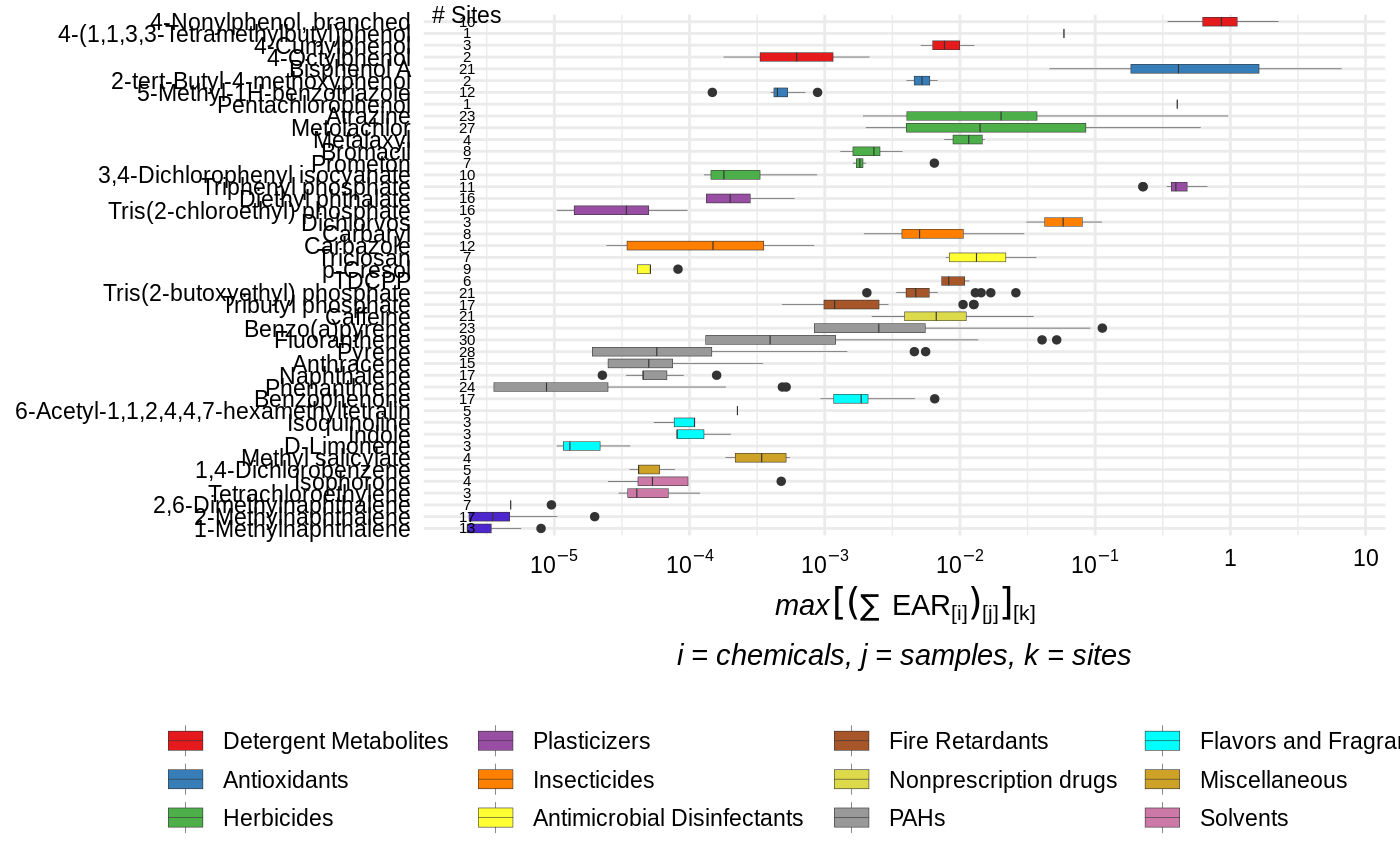 # Sites
4-Nonylphenol, branched 10
4-(1,1,3,3-Tetramethylbutyl)phenol 1
4-Cumylphenol 3
4-Octylphenol 2
Bisphenol A 21
2-tert-Butyl-4-methoxyphenol 2
5-Methyl-1H-benzotriazole 12
Pentachlorophenol 1
Atrazine 23
Metolachlor 27
Metalaxyl 4
Bromacil 8
Prometon 7
3,4-Dichlorophenyl isocyanate 10
Triphenyl phosphate 11
Diethyl phthalate 16
Tris(2-chloroethyl) phosphate 16
Dichlorvos 3
Carbaryl 8
Carbazole 12
Triclosan 7
p-Cresol 9
TDCPP 6
Tris(2-butoxyethyl) phosphate 21
Tributyl phosphate 17
Caffeine 21
Benzo(a)pyrene 23
Fluoranthene 30
Pyrene 28
Anthracene 15
Naphthalene 17
Phenanthrene 24
Benzophenone 17
6-Acetyl-1,1,2,4,4,7-hexamethyltetralin 5
Isoquinoline 3
Indole 3
D-Limonene 3
Methyl salicylate 4
1,4-Dichlorobenzene 5
Isophorone 4
Tetrachloroethylene 3
2,6-Dimethylnaphthalene 7
2-Methylnaphthalene 17
1-Methylnaphthalene 13
10−5 10−4 10−3 10−2 10−1 1 10
max[(∑ EAR[i])[j]][k]
i = chemicals, j = samples, k = sites
Detergent Metabolites Plasticizers Fire Retardants Flavors and Fragra
Antioxidants Insecticides Nonprescription drugs Miscellaneous
Herbicides Antimicrobial Disinfectants PAHs Solvents